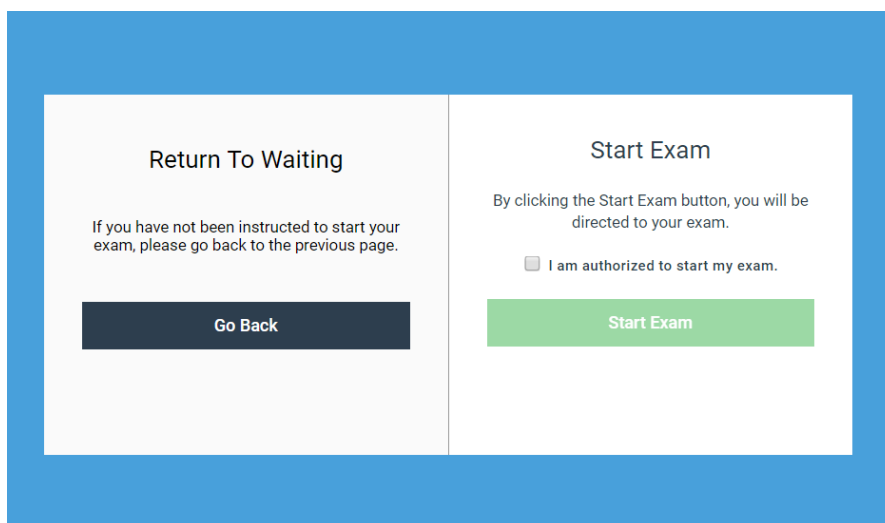 Return To Waiting
If you have not been instructed to start your
exam, please go back to the previous page.
Go Back
Start Exam
By clicking the Start Exam button, you will be
directed to your exam.
I am authorized to start my exam.
Start Exam